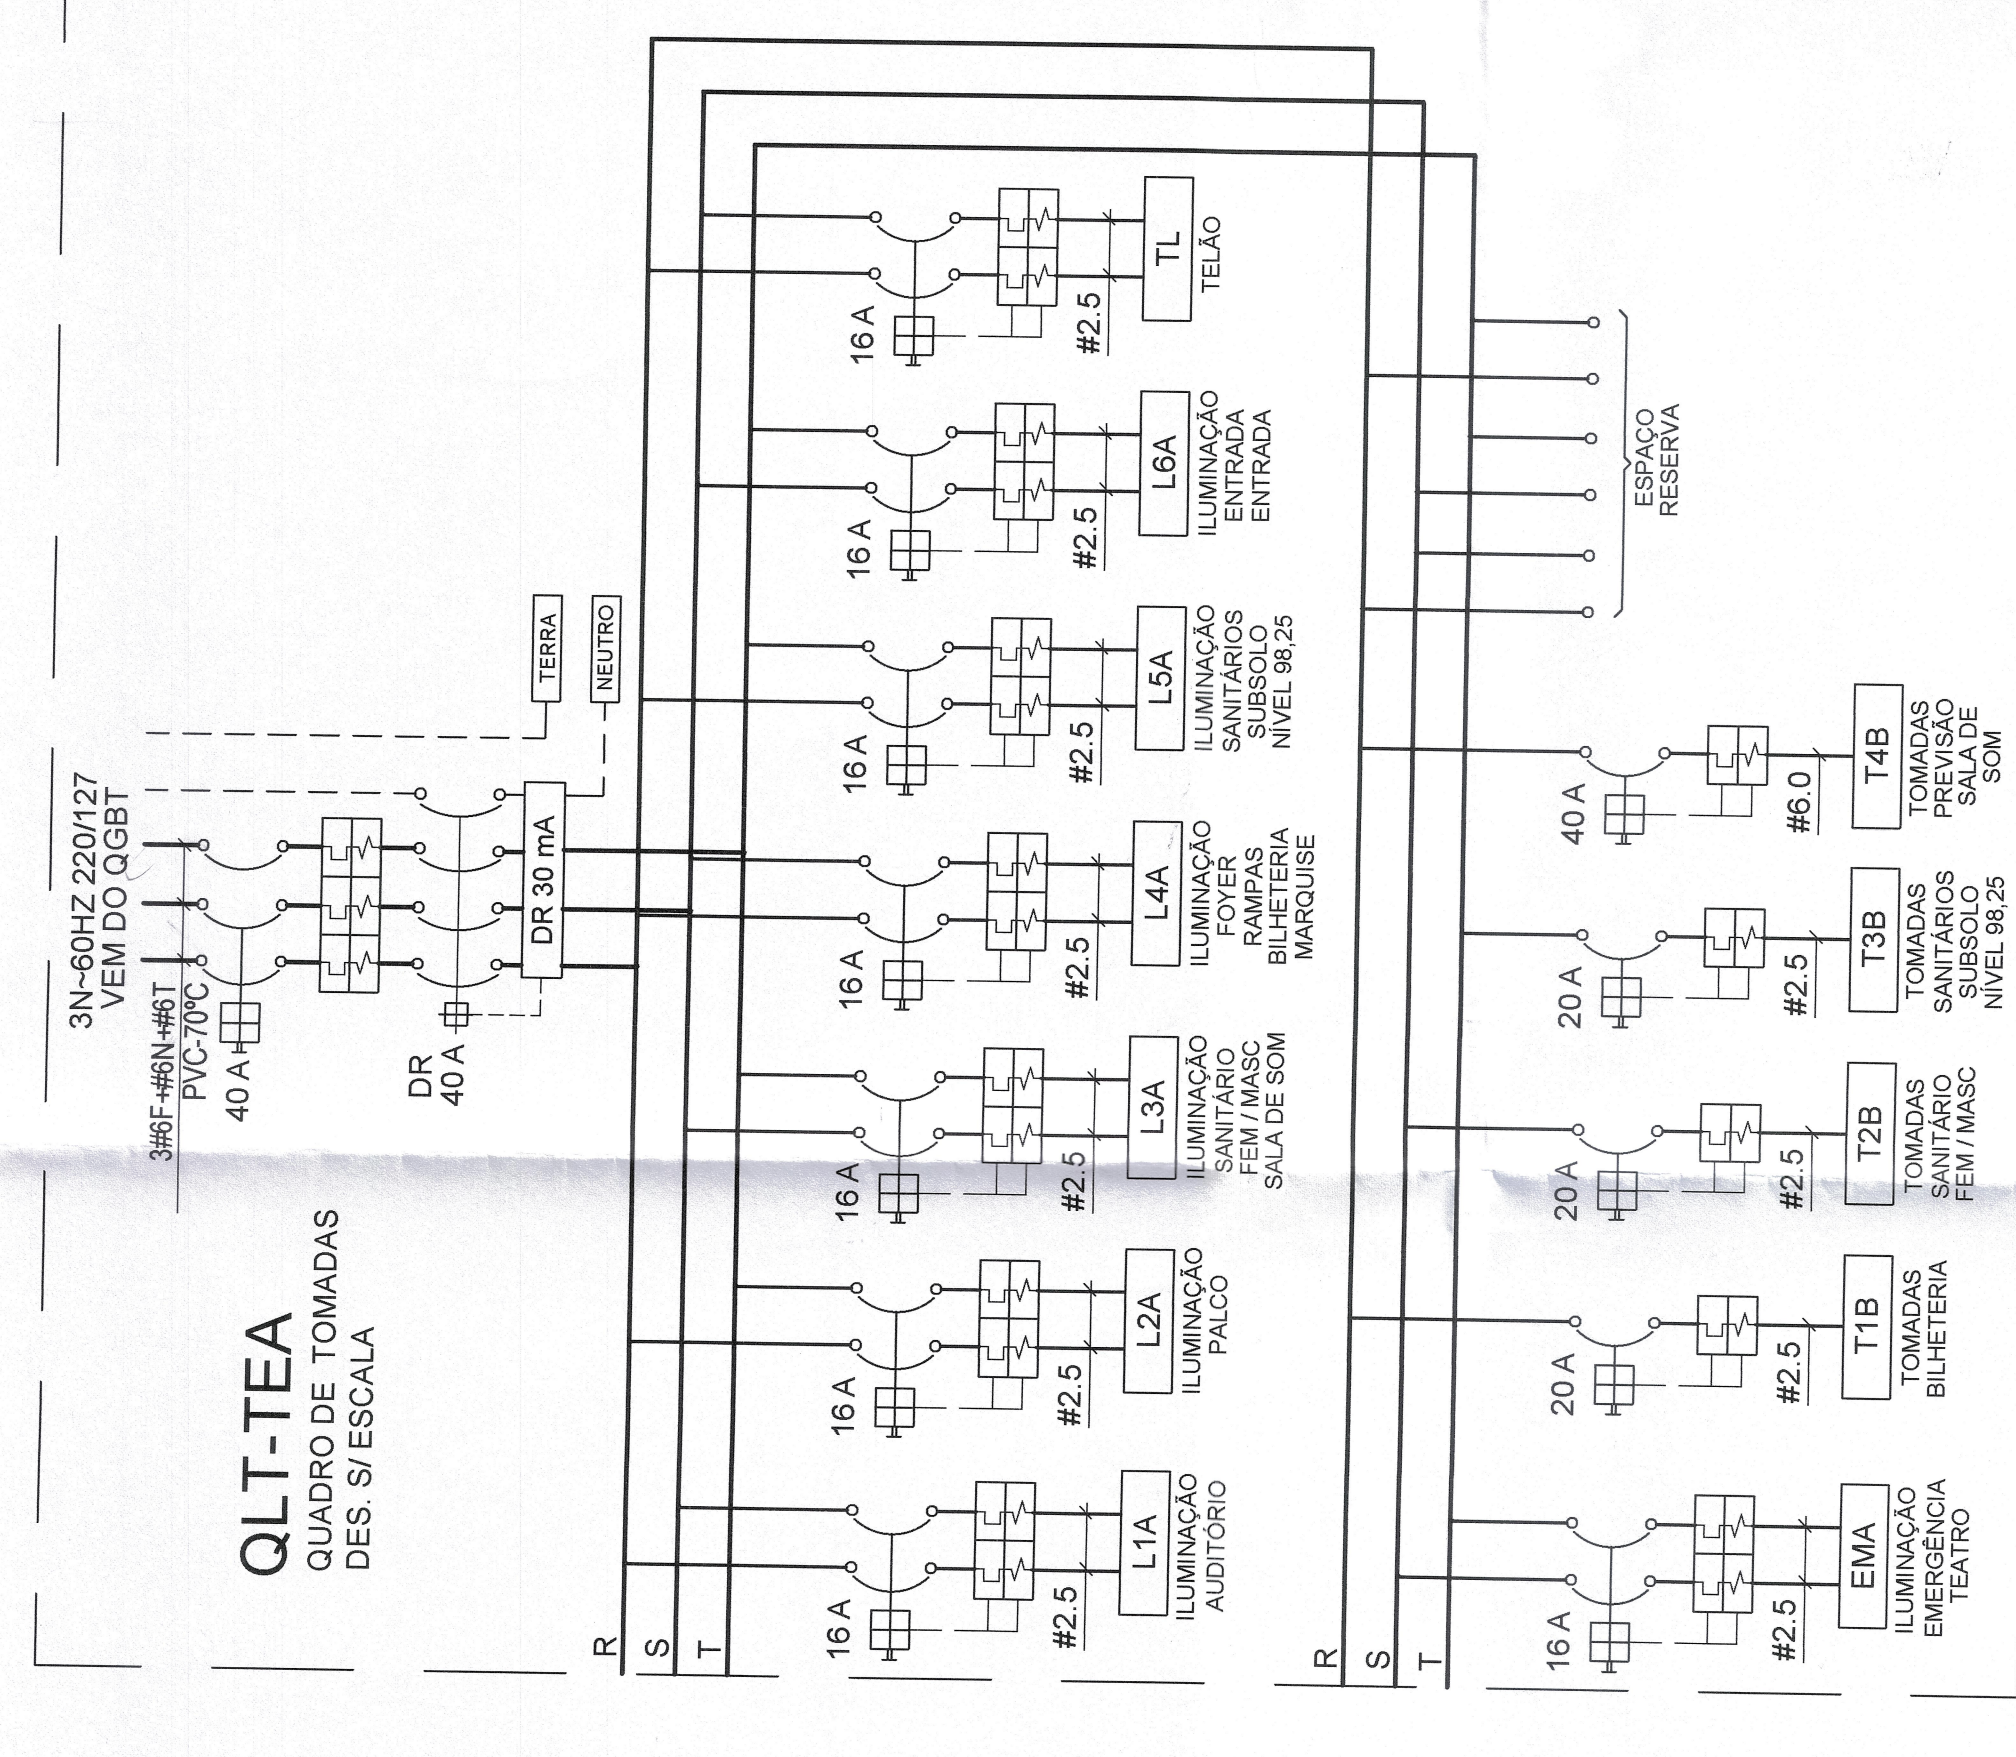 QLT-TEA
QUADRO DE TOMADAS
DES. S/ ESCALA
3N~60HZ 220/127
VEM DO QGBT
3#6F+#6N+#6T
PVC-70ºC
40 A
DR
40 A
DR 30 mA
TERRA
NEUTRO
R
S
T
16 A
#2.5
L1A
ILUMINAÇÃO
AUDITÓRIO
16 A
#2.5
L2A
ILUMINAÇÃO
PALCO
16 A
#2.5
L3A
ILUMINAÇÃO
SANITÁRIO
FEM / MASC
SALA DE SOM
16 A
#2.5
L4A
ILUMINAÇÃO
FOYER
RAMPAS
BILHETERIA
MARQUISE
16 A
#2.5
L5A
ILUMINAÇÃO
SANITÁRIOS
SUBSOLO
NÍVEL 98,25
16 A
#2.5
L6A
ILUMINAÇÃO
ENTRADA
ENTRADA
16 A
#2.5
TL
TELÃO
R
S
T
16 A
#2.5
EMA
ILUMINAÇÃO
EMERGÊNCIA
TEATRO
20 A
#2.5
T1B
TOMADAS
BILHETERIA
20 A
#2.5
T2B
TOMADAS
SANITÁRIO
FEM / MASC
20 A
#2.5
T3B
TOMADAS
SANITÁRIOS
SUBSOLO
NÍVEL 98,25
40 A
#6.0
T4B
TOMADAS
PREVISÃO
SALA DE
SOM
ESPAÇO
RESERVA